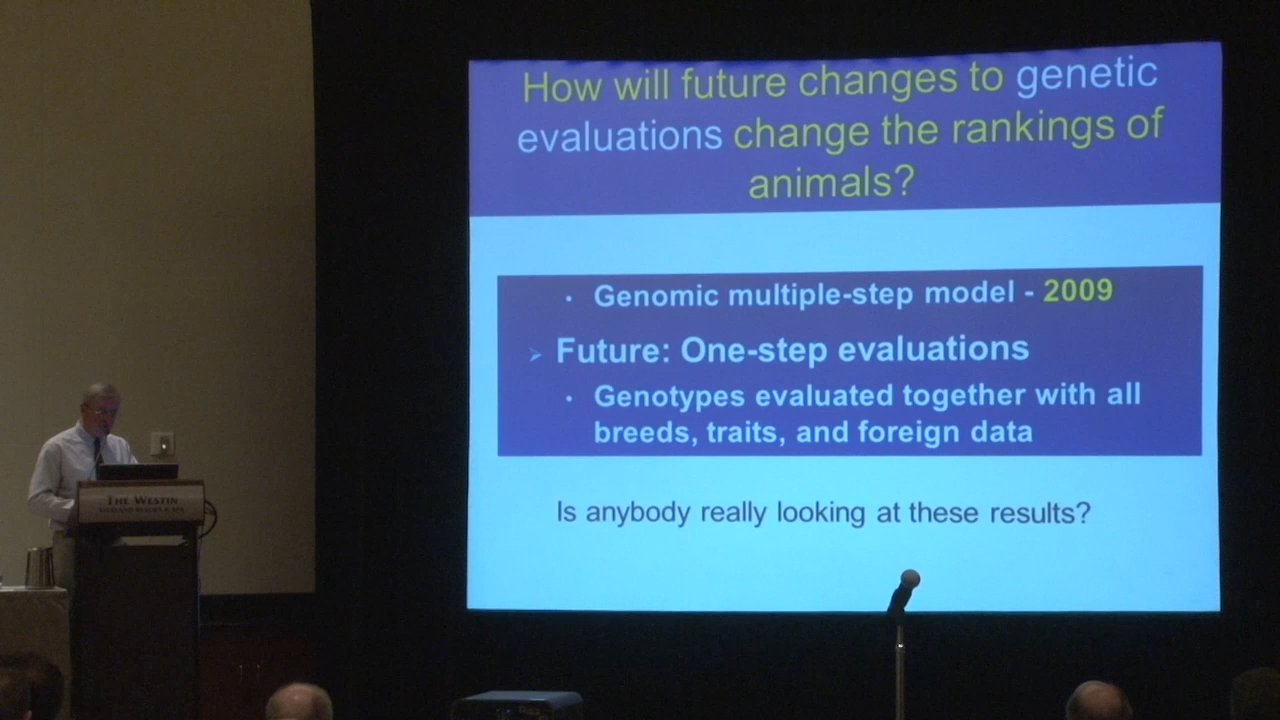 How will future changes to genetic
evaluations change the rankings of
animals?
• Genomic multiple-step model - 2009
➢ Future: One-step evaluations
• Genotypes evaluated together with all
breeds, traits, and foreign data
Is anybody really looking at these results?
THE WESTIN